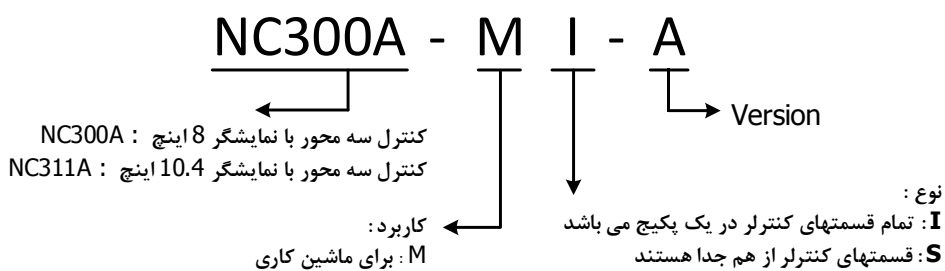 NC300A - M I - A
Version
کنترل سه محور با نمایشگر 8 اینچ : NC300A
کنترل سه محور با نمایشگر 10.4 اینچ : NC311A
نوع :
I : تمام قسمتهای کنترلر در یک پکیج می باشد
S : قسمتهای کنترلر از هم جدا هستند
کاربرد :
M : برای ماشین کاری